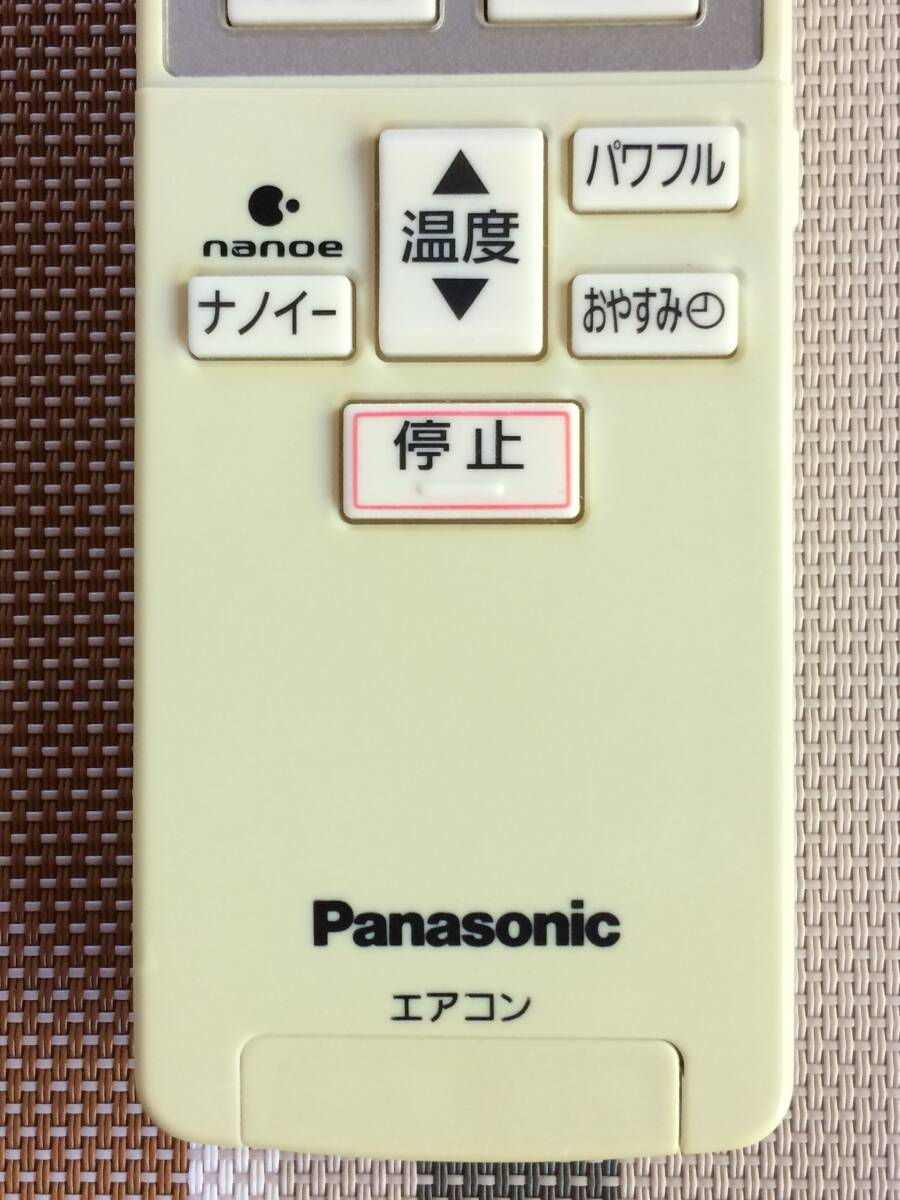 パワフル
▲
温度
▼
nanoe
ナノイー
おやすみ
停止
Panasonic
エアコン